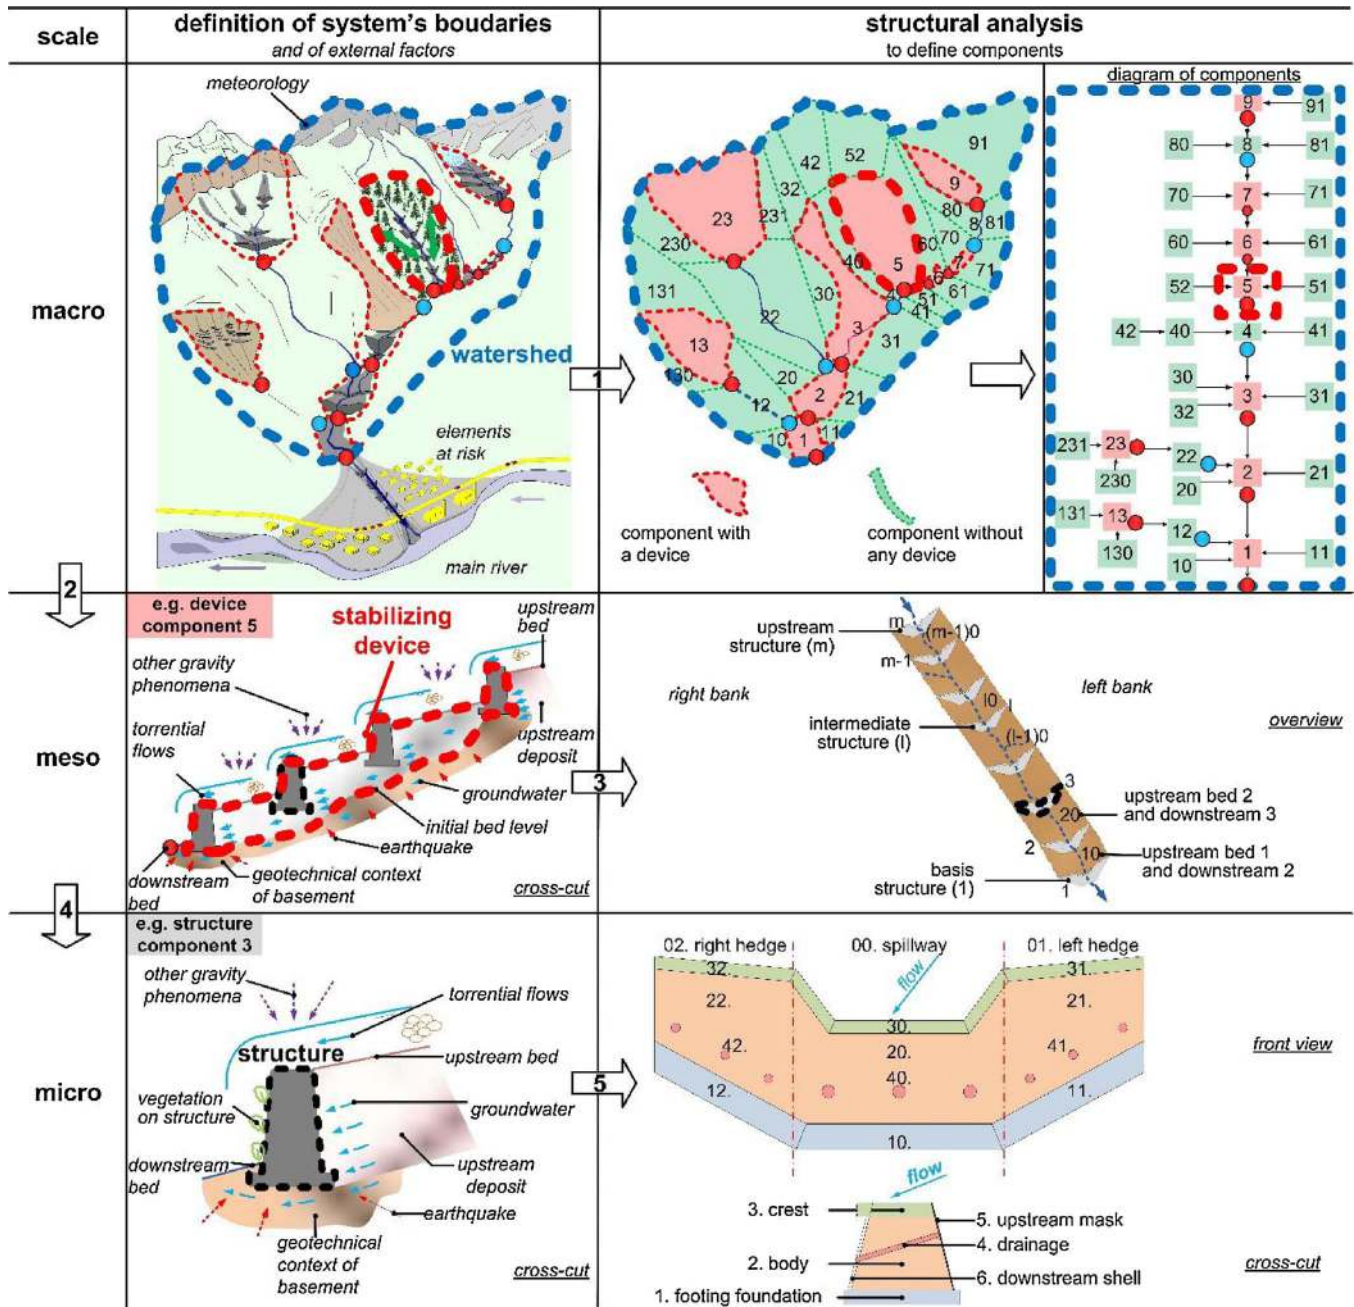 scale
definition of system's boudaries
and of external factors
structural analysis
to define components
macro
meteorology
watershed
elements
at risk
main river
1
91
52
42
32
9
23
231
80
8
81
230
60
70
40
5
7
71
6
131
4
51
61
30
41
22
3
31
13
20
130
2
21
12
10
1
11
component with
a device
component without
any device
diagram of components
9
91
80
8
81
70
7
71
60
6
61
52
5
51
42
40
4
41
30
3
31
32
231
23
22
2
21
230
20
131
13
12
1
11
130
10
2
e.g. device
component 5
stabilizing
device
upstream
bed
other gravity
phenomena
torrential
flows
upstream
deposit
groundwater
initial bed level
earthquake
downstream
bed
geotechnical context
of basement
cross-cut
meso
3
upstream
structure (m)
m
(m-1)0
m-1
right bank
left bank
l0
l
intermediate
structure (l)
(l-1)0
overview
3
20
upstream bed 2
and downstream 3
2
10
upstream bed 1
and downstream 2
basis
structure (1)
1
4
e.g. structure
component 3
other gravity
phenomena
torrential flows
structure
upstream bed
vegetation
on structure
groundwater
downstream
bed
upstream
deposit
earthquake
geotechnical
context of
basement
cross-cut
micro
5
02. right hedge
00. spillway
01. left hedge
flow
32.
31.
22.
30.
21.
42.
20.
41.
40.
12.
11.
10.
front view
flow
3. crest
5. upstream mask
4. drainage
2. body
6. downstream shell
1. footing foundation
cross-cut